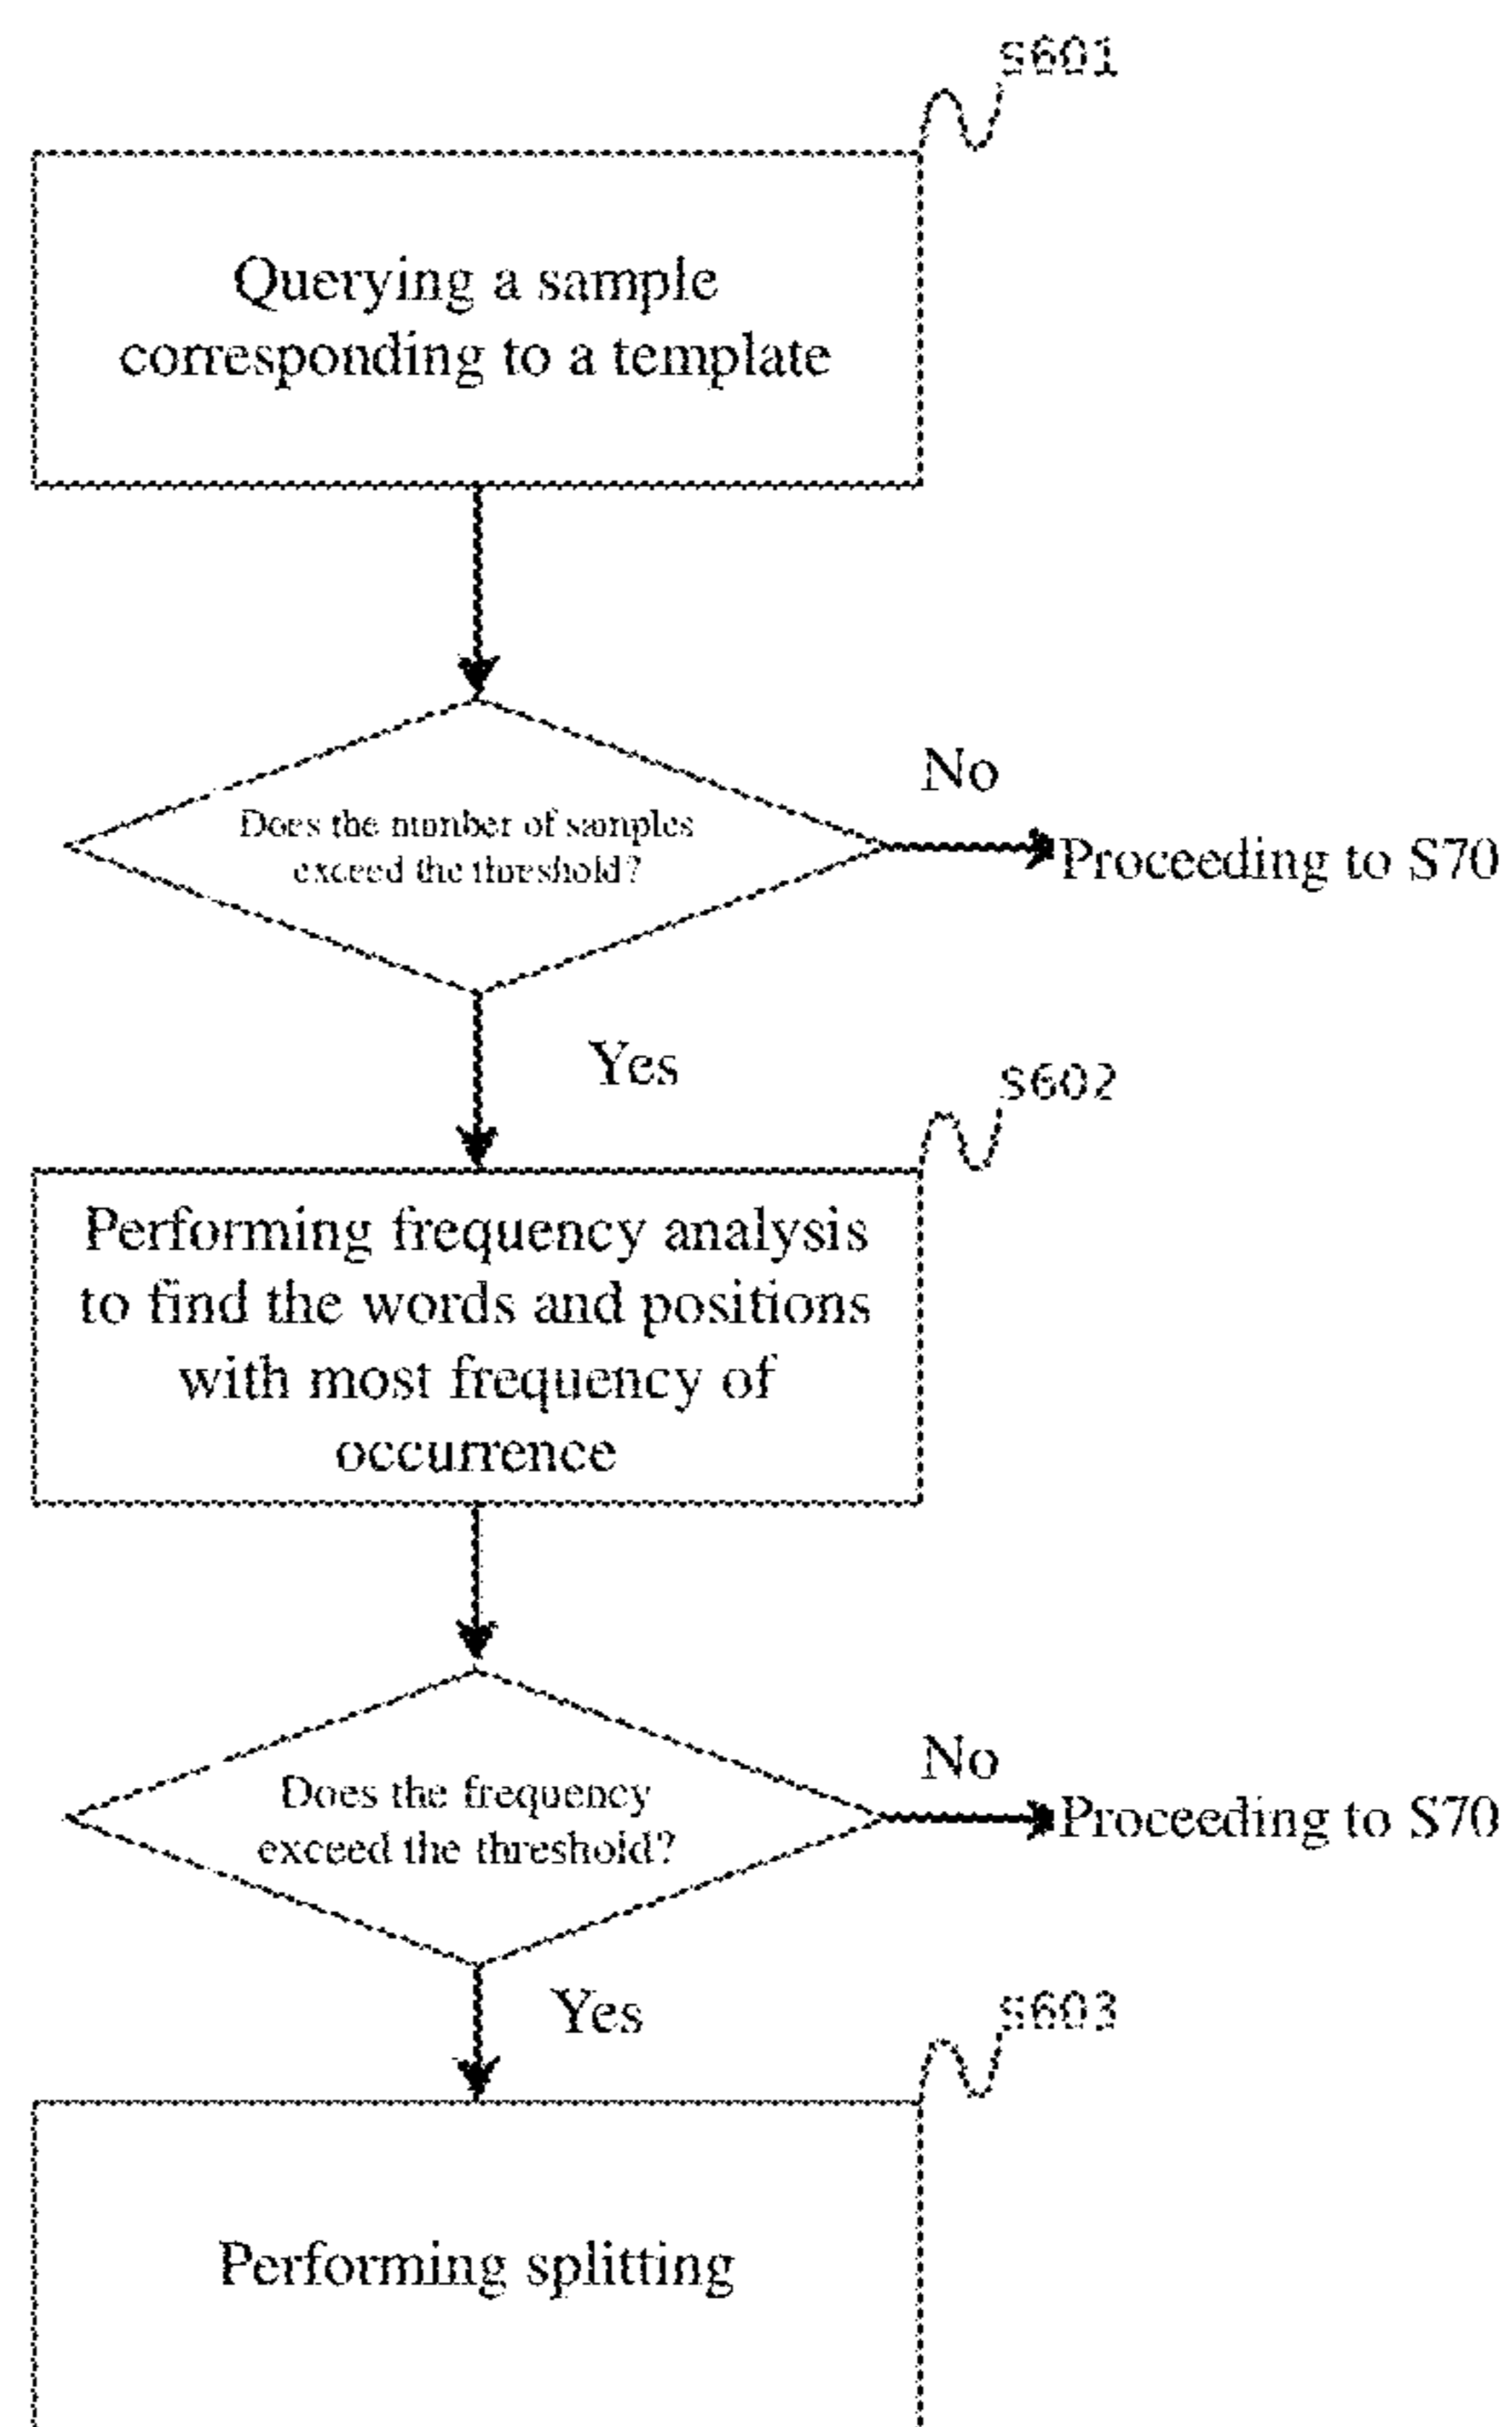 S601
Querying a sample
corresponding to a template
No
Does the number of samples
exceed the threshold?
Proceeding to S70
Yes
S602
Performing frequency analysis
to find the words and positions
with most frequency of
occurrence
No
Does the frequency
exceed the threshold?
Proceeding to S70
Yes
S603
Performing splitting